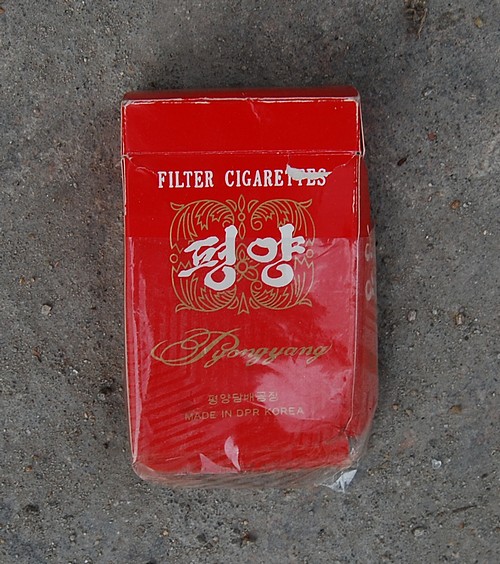 FILTER CIGARETTES
평양
Pyongyang
평양담배공장
MADE IN DPR KOREA